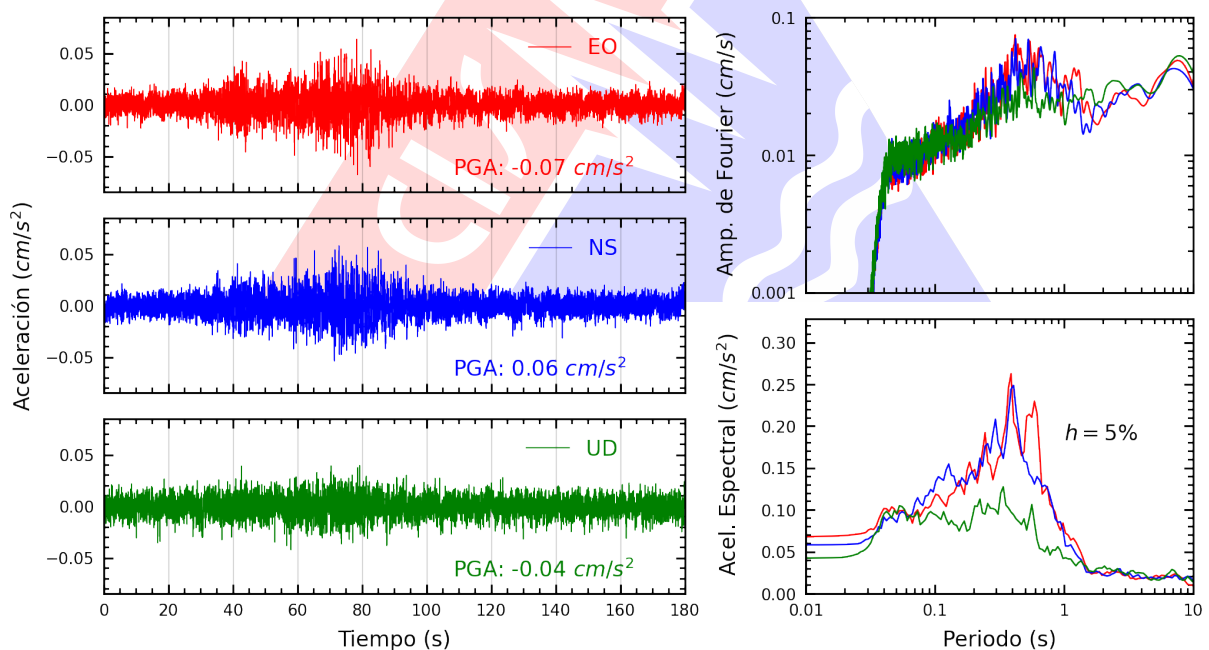 Aceleración (cm/s²)
0.05
0.00
−0.05
EO
PGA: -0.07 cm/s²
0.05
0.00
−0.05
NS
PGA: 0.06 cm/s²
0.05
0.00
−0.05
UD
PGA: -0.04 cm/s²
0 20 40 60 80 100 120 140 160 180
Tiempo (s)
Amp. de Fourier (cm/s)
0.1
0.01
0.001
Acel. Espectral (cm/s²)
0.30
0.25
0.20
0.15
0.10
0.05
0.00
h = 5%
0.01 0.1 1 10
Periodo (s)